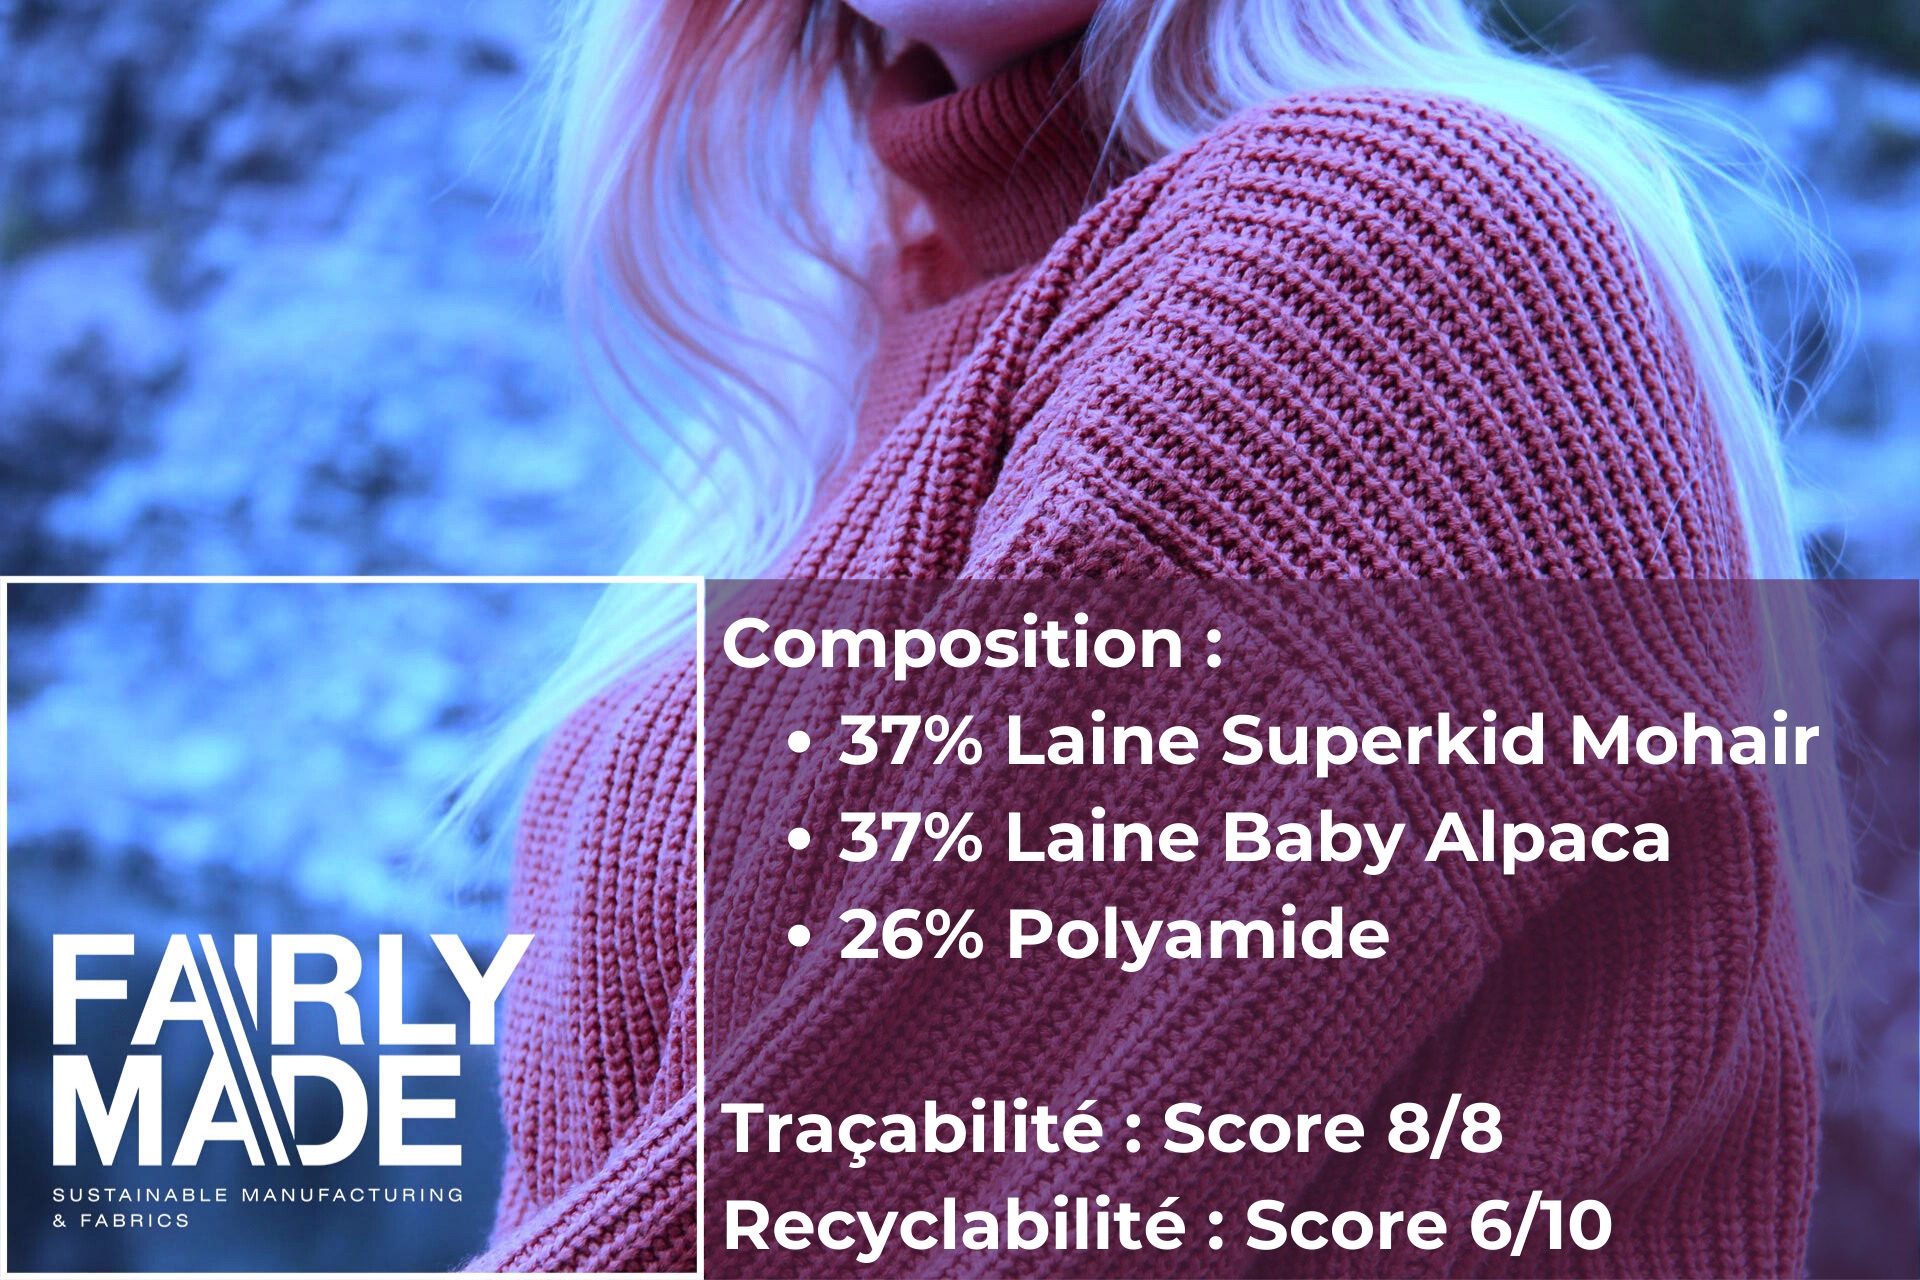 FAIRLY
MADE
SUSTAINABLE MANUFACTURING
& FABRICS
Composition :
• 37% Laine Superkid Mohair
• 37% Laine Baby Alpaca
• 26% Polyamide
Traçabilité : Score 8/8
Recyclabilité : Score 6/10